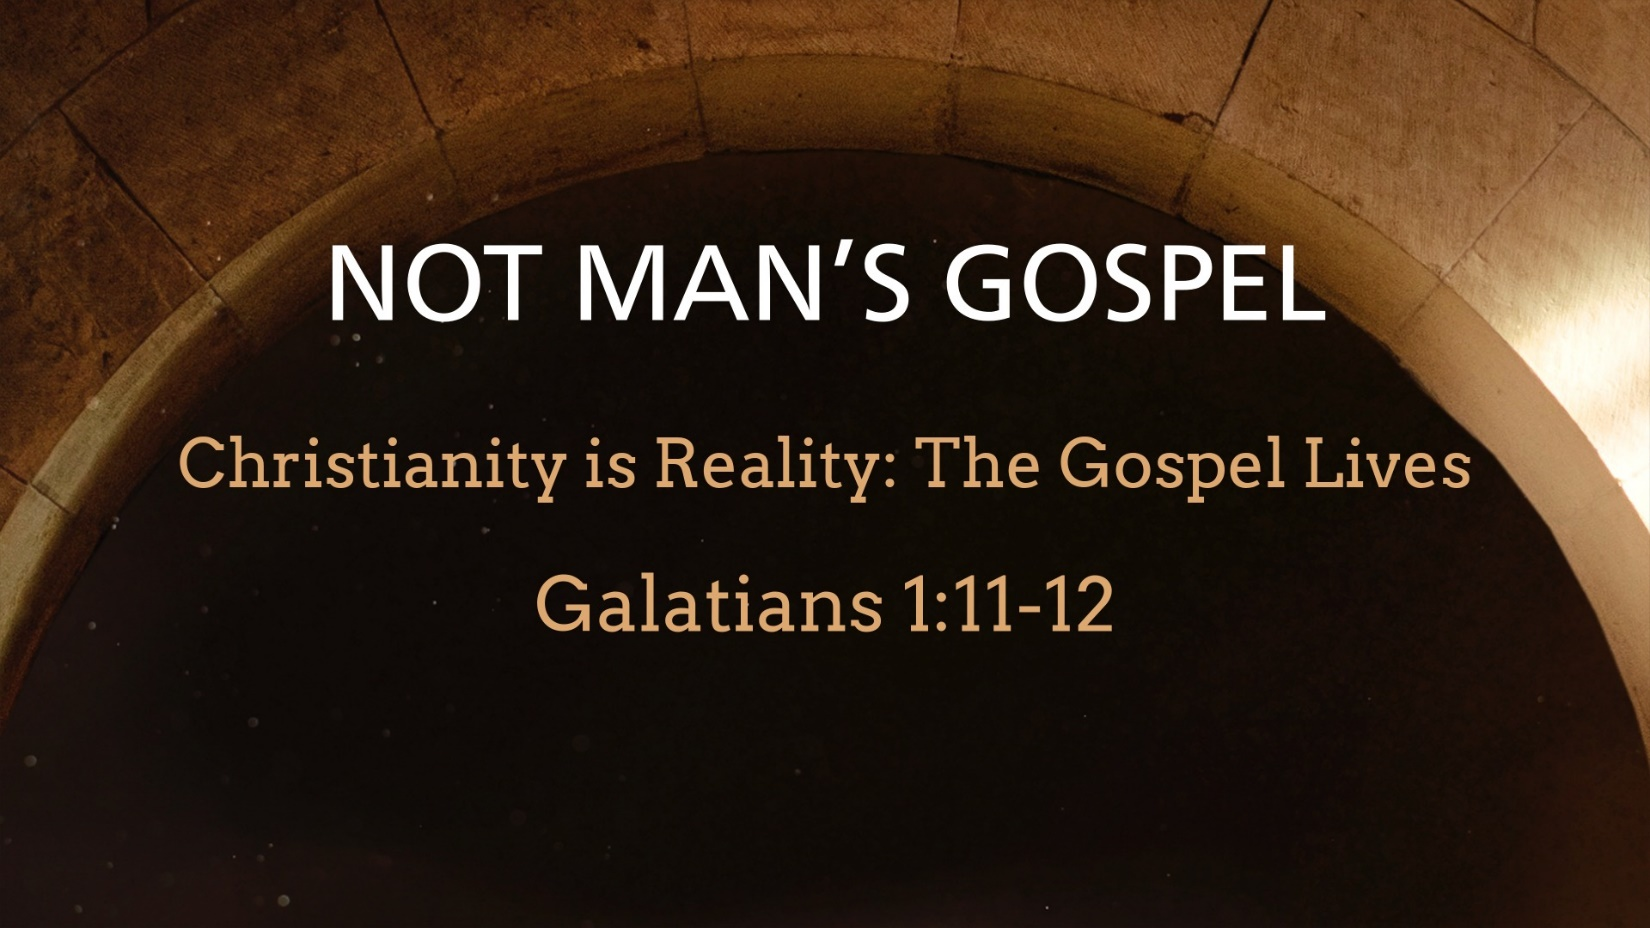 NOT MAN’S GOSPEL
Christianity is Reality: The Gospel Lives
Galatians 1:11-12